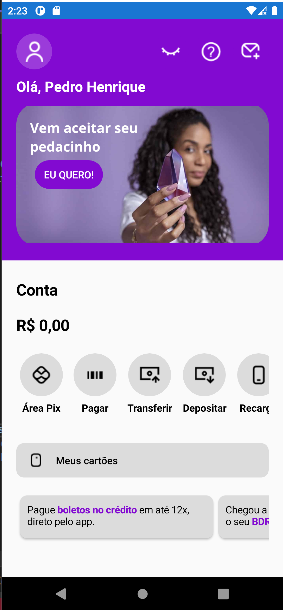 2:23
Olá, Pedro Henrique
Vem aceitar seu
pedacinho
EU QUERO!
Conta
R$ 0,00
Área Pix Pagar Transferir Depositar Recarg
Meus cartões
Pague boletos no crédito em até 12x,
direto pelo app.
Chegou a
o seu BDR